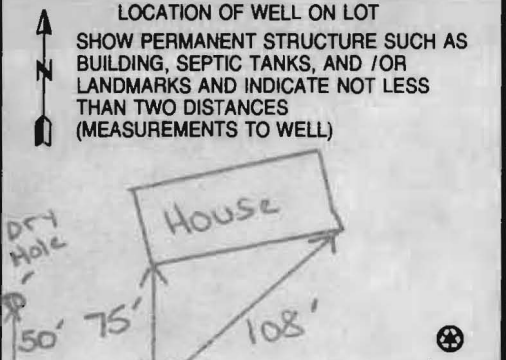 LOCATION OF WELL ON LOT
SHOW PERMANENT STRUCTURE SUCH AS
BUILDING, SEPTIC TANKS, AND /OR
LANDMARKS AND INDICATE NOT LESS
THAN TWO DISTANCES
(MEASUREMENTS TO WELL)
N
House
DRY
Hole
50' 75' 108'